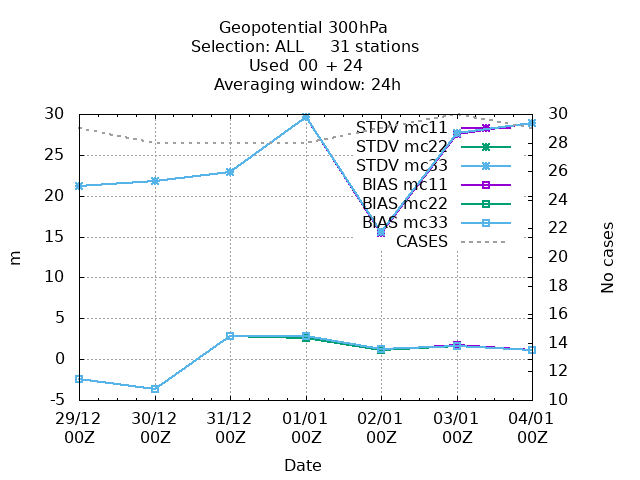 Geopotential 300hPa
Selection: ALL 31 stations
Used 00 + 24
Averaging window: 24h
30
25
20
15
10
5
0
-5
m
STDV mc11
STDV mc22
STDV mc33
BIAS mc11
BIAS mc22
BIAS mc33
CASES
30
28
26
24
22
20
18
16
14
12
10
No cases
29/12 30/12 31/12 01/01 02/01 03/01 04/01
00Z 00Z 00Z 00Z 00Z 00Z 00Z
Date